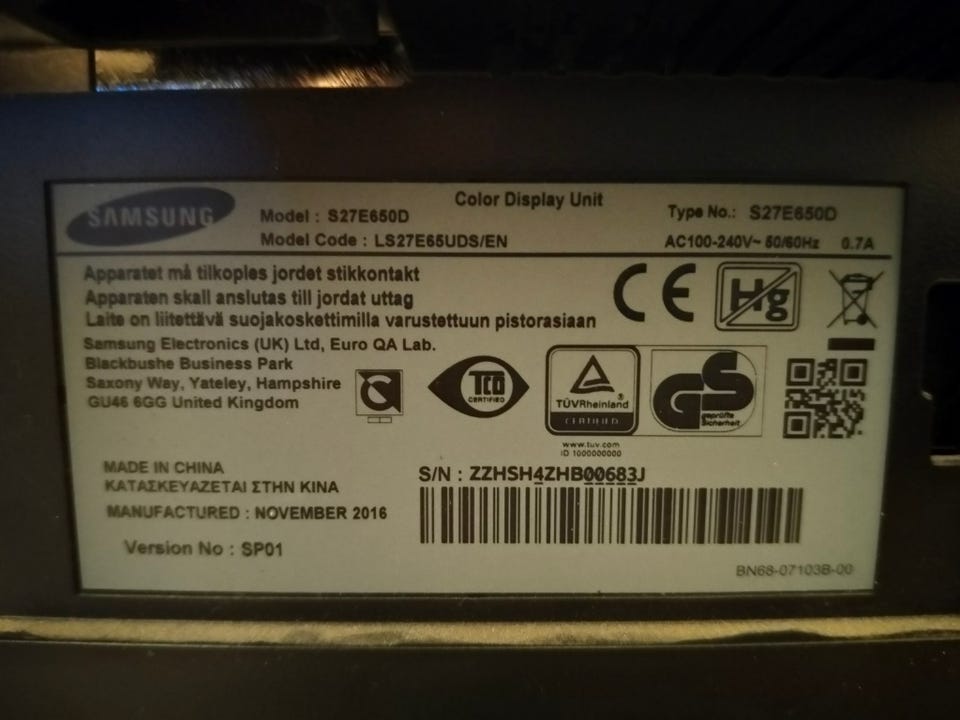 SAMSUNG
Color Display Unit
Model : S27E650D
Type No.: S27E650D
Model Code : LS27E65UDS/EN
AC100-240V~ 50/60Hz 0.7A
Apparatet må tilkoples jordet stikkontakt
Apparaten skall anslutas till jordat uttag
Laite on liitettävä suojakoskettimilla varustettuun pistorasiaan
CE
Hg
Samsung Electronics (UK) Ltd, Euro QA Lab.
Blackbushe Business Park
Saxony Way, Yateley, Hampshire
GU46 6GG United Kingdom
TCO
CERTIFIED
TÜVRheinland
CERTIFIED
www.tuv.com
ID 1000000000
GS
geprüfte
Sicherheit
MADE IN CHINA
ΚΑΤΑΣΚΕΥΑΖΕΤΑΙ ΣΤΗΝ ΚΙΝΑ
MANUFACTURED : NOVEMBER 2016
Version No : SP01
S/N : ZZHSH4ZHB00683J
BN68-07103B-00